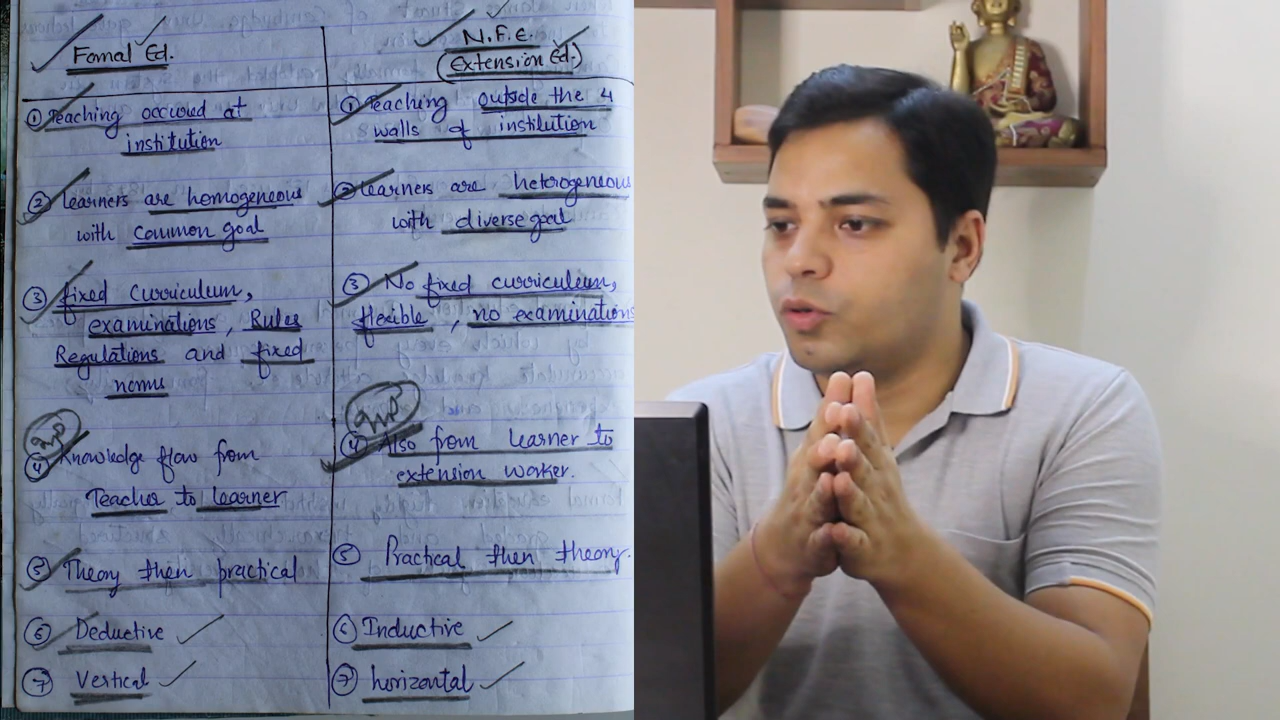 Fomal Ed.
① Teaching occured at
institution
② learners are homogeneous
with common goal
③ fixed Curriculum,
examinations, Rules
Regulations and fixed
norms
④ Knowledge flow from
Teacher to learner
⑤ Theory then practical
⑥ Deductive
⑦ Vertical
N.F.E.
(Extension Ed.)
① Teaching outside the 4
walls of institution
② learners are heterogeneous
with diverse goal
③ No fixed curriculum,
flexible, no examinations
④ Also from learner to
extension worker.
⑤ Practical then theory.
⑥ Inductive
⑦ horizontal